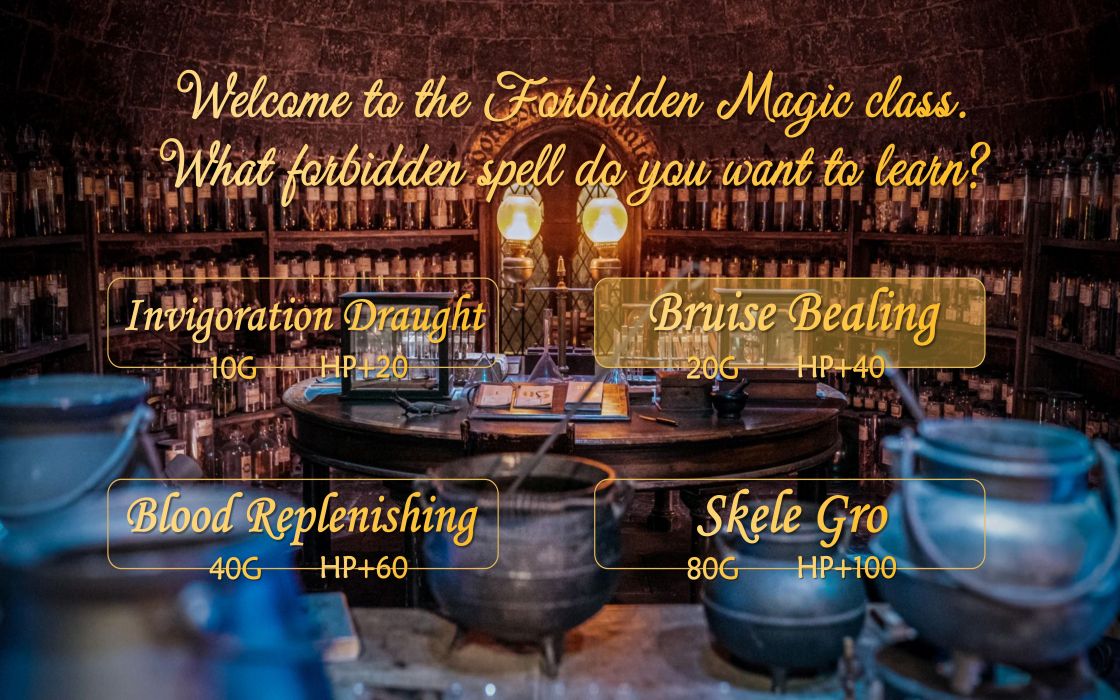 Welcome to the Forbidden Magic class.
What forbidden spell do you want to learn?
Invigoration Draught
10G HP+20
Bruise Bealing
20G HP+40
Blood Replenishing
40G HP+60
Skele Gro
80G HP+100